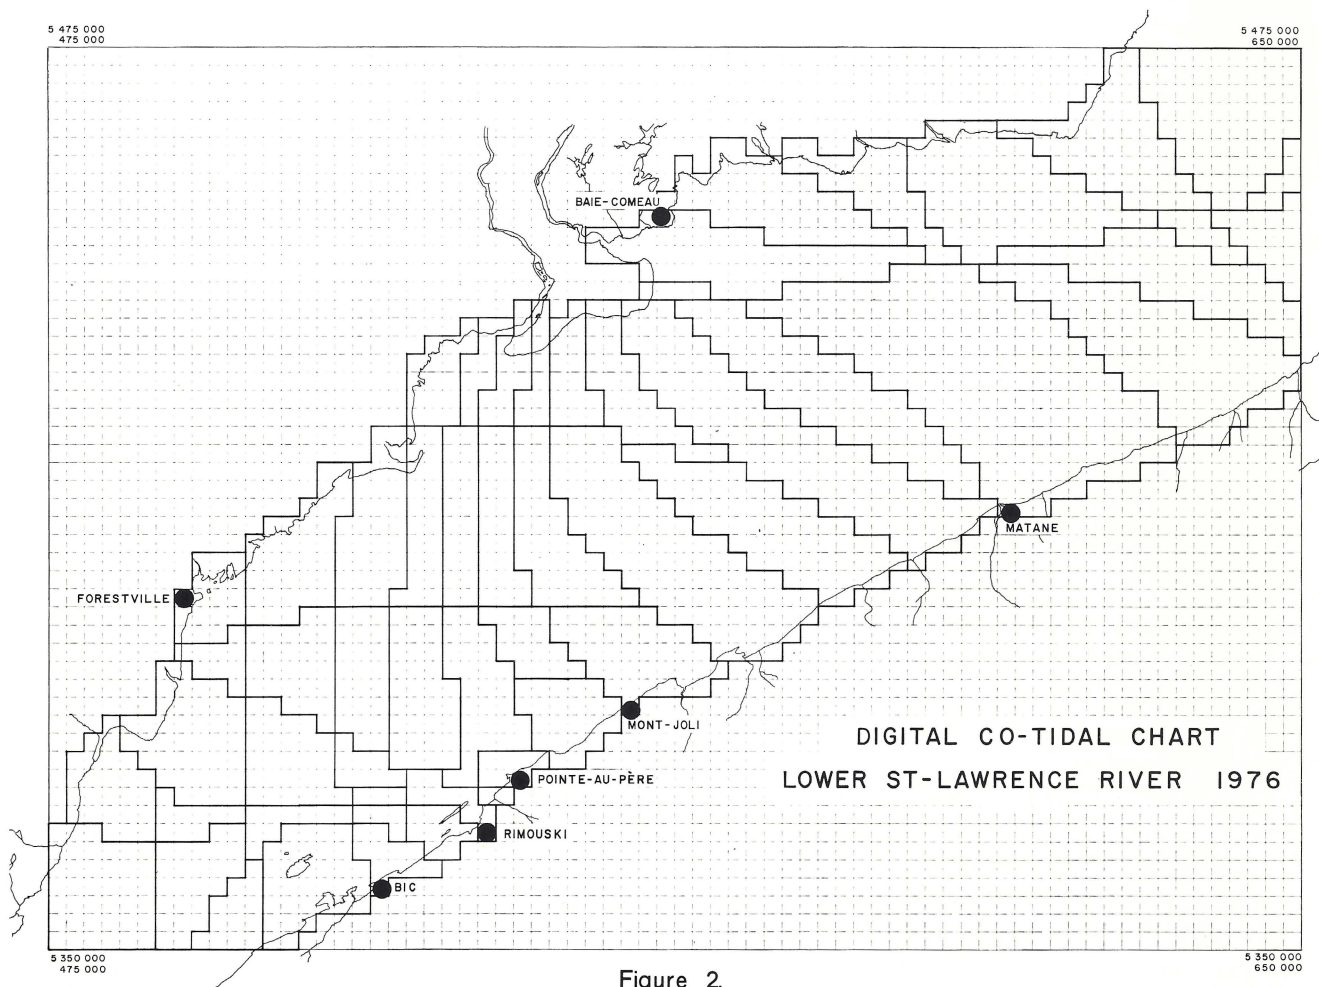 5 475 000
475 000
5 475 000
650 000
BAIE-COMEAU
MATANE
FORESTVILLE
MONT-JOLI
DIGITAL CO-TIDAL CHART
POINTE-AU-PÈRE
LOWER ST-LAWRENCE RIVER 1976
RIMOUSKI
BIC
5 350 000
475 000
5 350 000
650 000
Figure 2.